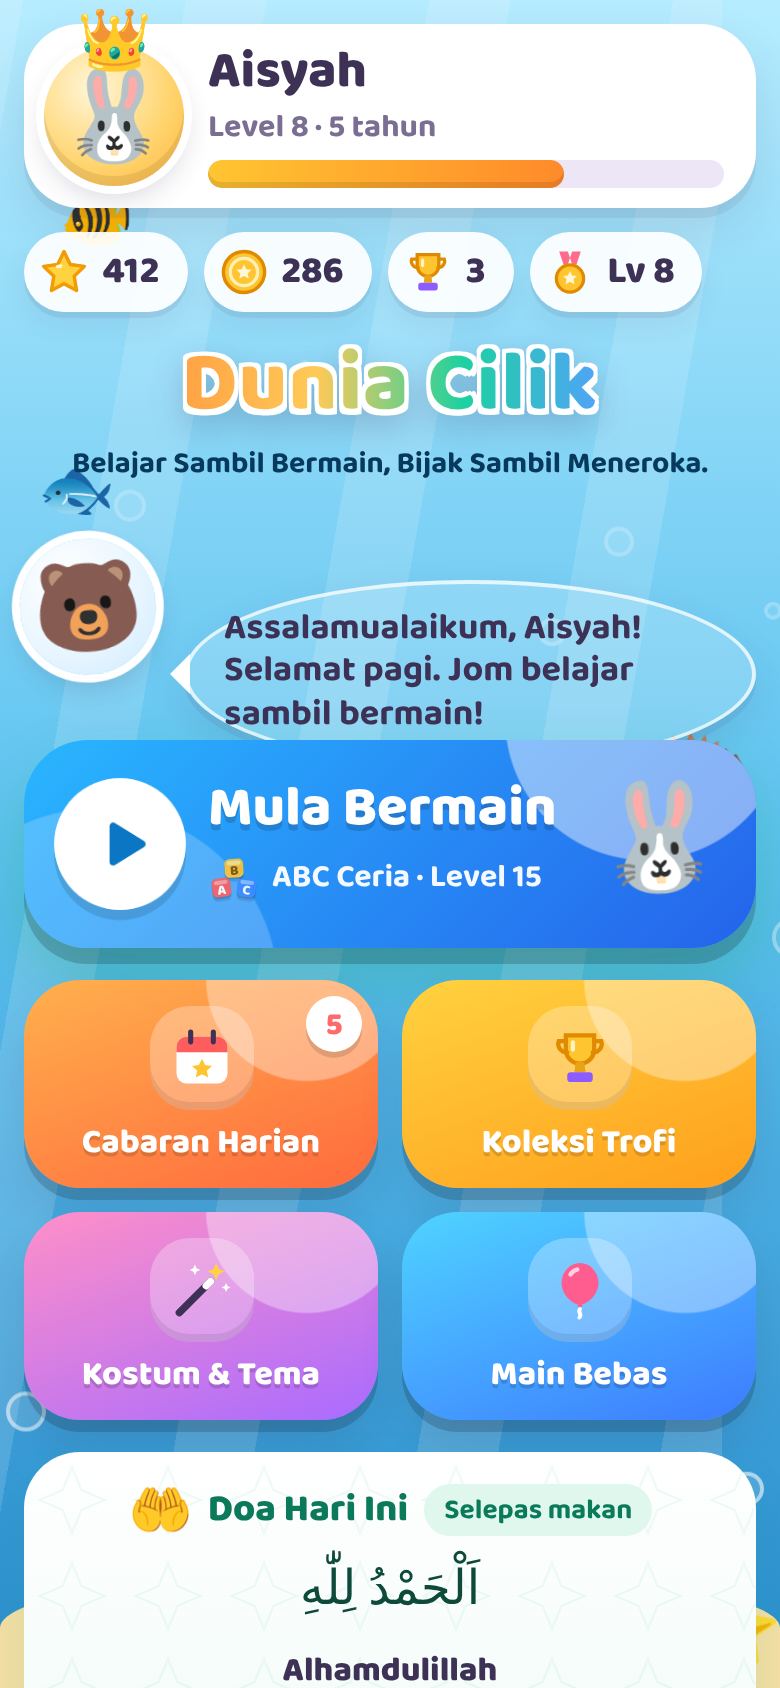 Aisyah
Level 8 · 5 tahun
412
286
3
Lv 8
Dunia Cilik
Belajar Sambil Bermain, Bijak Sambil Meneroka.
Assalamualaikum, Aisyah!
Selamat pagi. Jom belajar
sambil bermain!
Mula Bermain
A B C
ABC Ceria · Level 15
5
Cabaran Harian
Koleksi Trofi
Kostum & Tema
Main Bebas
Doa Hari Ini
Selepas makan
اَلْحَمْدُ لِلّٰهِ
Alhamdulillah